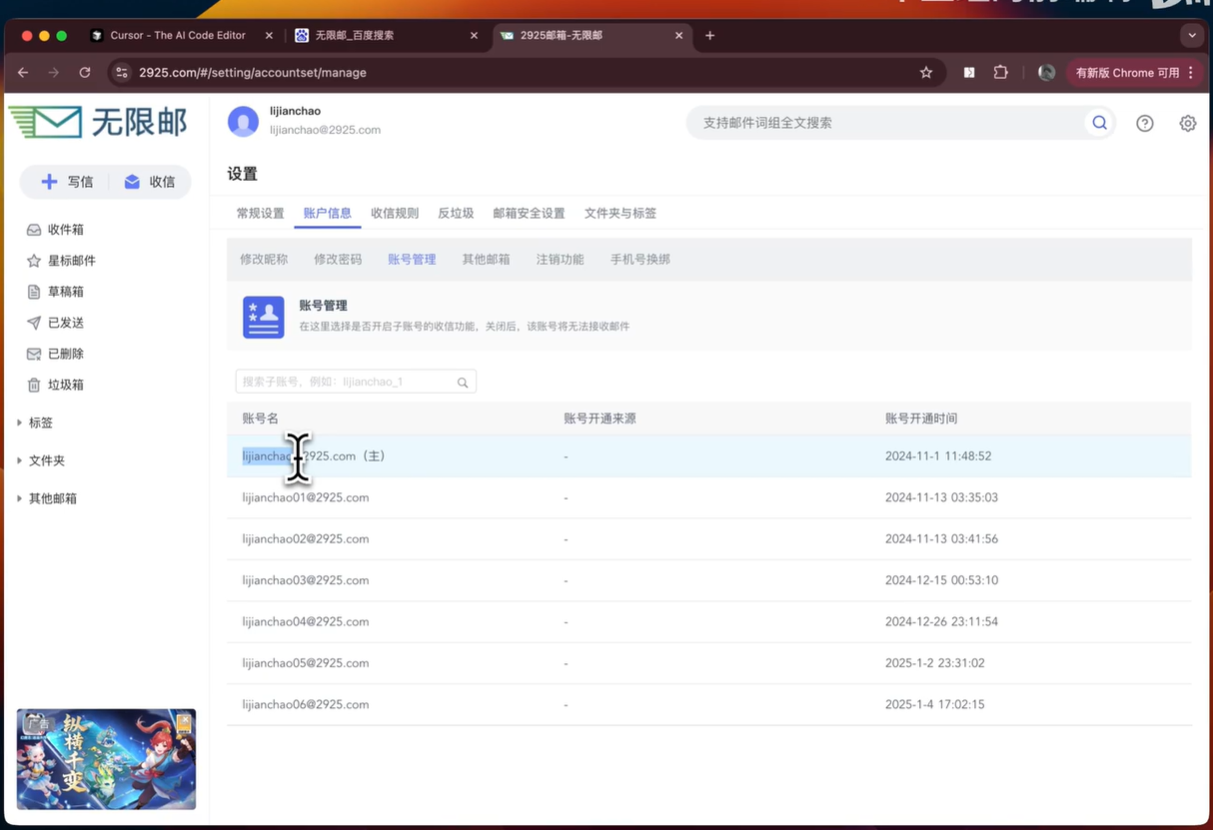 Cursor - The AI Code Editor
无限邮_百度搜索
2925邮箱-无限邮
2925.com/#/setting/accountset/manage
有新版 Chrome 可用
无限邮
lijianchao
lijianchao@2925.com
支持邮件词组全文搜索
写信
收信
设置
常规设置 账户信息 收信规则 反垃圾 邮箱安全设置 文件夹与标签
收件箱
星标邮件
草稿箱
已发送
已删除
垃圾箱
标签
文件夹
其他邮箱
修改昵称 修改密码 账号管理 其他邮箱 注销功能 手机号换绑
账号管理
在这里选择是否开启子账号的收信功能，关闭后，该账号将无法接收邮件
搜索子账号，例如：lijianchao_1
账号名 账号开通来源 账号开通时间
lijianchao 2925.com（主） - 2024-11-1 11:48:52
lijianchao01@2925.com - 2024-11-13 03:35:03
lijianchao02@2925.com - 2024-11-13 03:41:56
lijianchao03@2925.com - 2024-12-15 00:53:10
lijianchao04@2925.com - 2024-12-26 23:11:54
lijianchao05@2925.com - 2025-1-2 23:31:02
lijianchao06@2925.com - 2025-1-4 17:02:15
广告
纵横千变